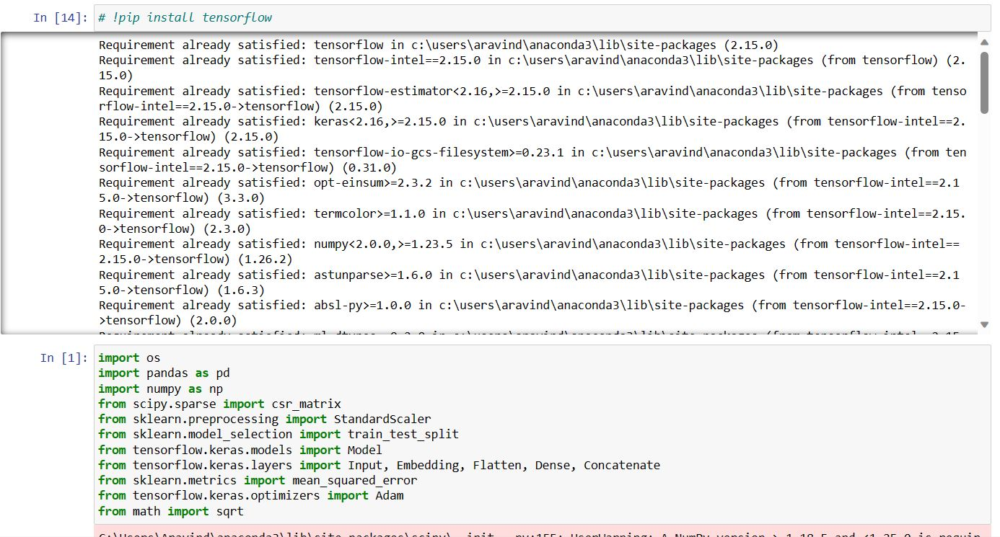 In [14]: # !pip install tensorflow
Requirement already satisfied: tensorflow in c:\users\aravind\anaconda3\lib\site-packages (2.15.0)
Requirement already satisfied: tensorflow-intel==2.15.0 in c:\users\aravind\anaconda3\lib\site-packages (from tensorflow) (2.
15.0)
Requirement already satisfied: tensorflow-estimator<2.16,>=2.15.0 in c:\users\aravind\anaconda3\lib\site-packages (from tenso
rflow-intel==2.15.0->tensorflow) (2.15.0)
Requirement already satisfied: keras<2.16,>=2.15.0 in c:\users\aravind\anaconda3\lib\site-packages (from tensorflow-intel==2.
15.0->tensorflow) (2.15.0)
Requirement already satisfied: tensorflow-io-gcs-filesystem>=0.23.1 in c:\users\aravind\anaconda3\lib\site-packages (from ten
sorflow-intel==2.15.0->tensorflow) (0.31.0)
Requirement already satisfied: opt-einsum>=2.3.2 in c:\users\aravind\anaconda3\lib\site-packages (from tensorflow-intel==2.1
5.0->tensorflow) (3.3.0)
Requirement already satisfied: termcolor>=1.1.0 in c:\users\aravind\anaconda3\lib\site-packages (from tensorflow-intel==2.15.
0->tensorflow) (2.3.0)
Requirement already satisfied: numpy<2.0.0,>=1.23.5 in c:\users\aravind\anaconda3\lib\site-packages (from tensorflow-intel==
2.15.0->tensorflow) (1.26.2)
Requirement already satisfied: astunparse>=1.6.0 in c:\users\aravind\anaconda3\lib\site-packages (from tensorflow-intel==2.1
5.0->tensorflow) (1.6.3)
Requirement already satisfied: absl-py>=1.0.0 in c:\users\aravind\anaconda3\lib\site-packages (from tensorflow-intel==2.15.0-
>tensorflow) (2.0.0)
In [1]: import os
import pandas as pd
import numpy as np
from scipy.sparse import csr_matrix
from sklearn.preprocessing import StandardScaler
from sklearn.model_selection import train_test_split
from tensorflow.keras.models import Model
from tensorflow.keras.layers import Input, Embedding, Flatten, Dense, Concatenate
from sklearn.metrics import mean_squared_error
from tensorflow.keras.optimizers import Adam
from math import sqrt